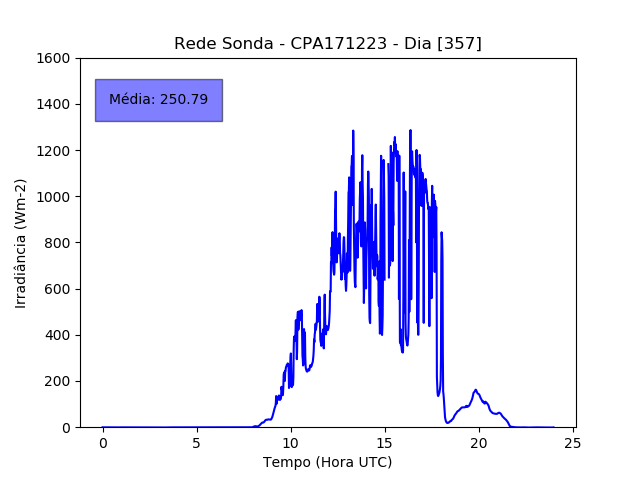 Rede Sonda - CPA171223 - Dia [357]
1600
1400
1200
1000
800
600
400
200
0
Irradiância (Wm-2)
Média: 250.79
0 5 10 15 20 25
Tempo (Hora UTC)